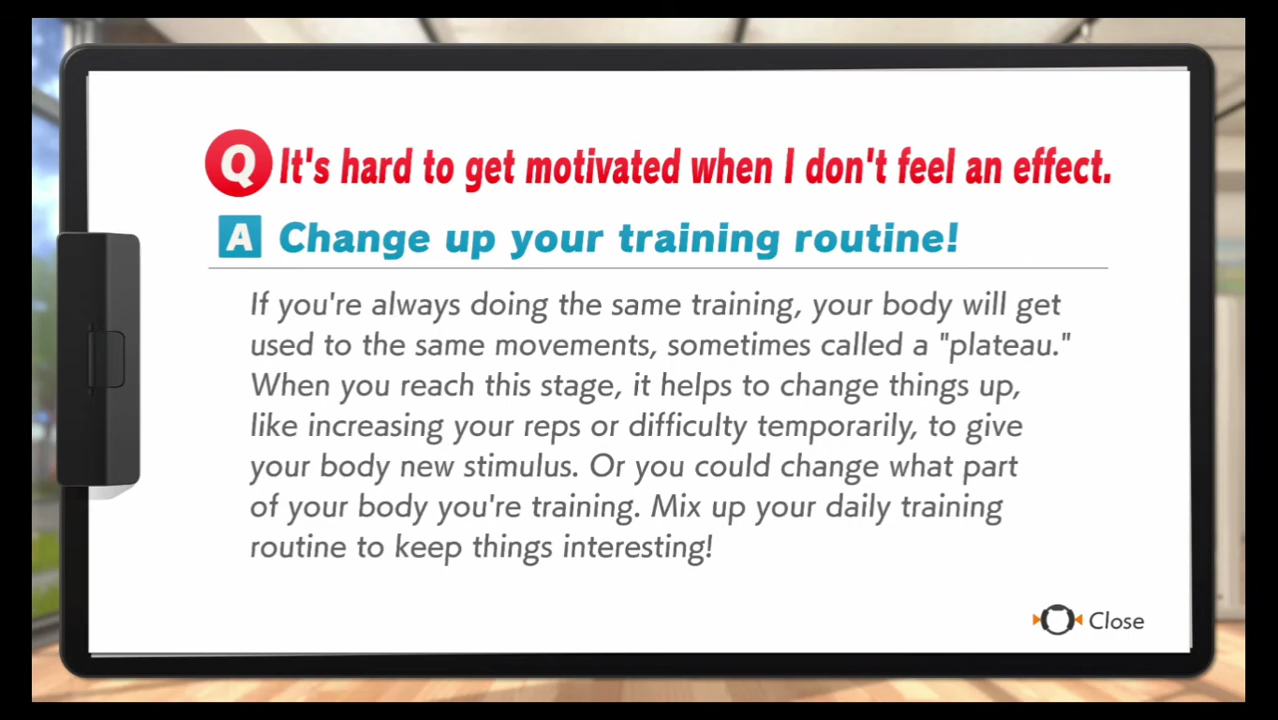 Q It's hard to get motivated when I don't feel an effect.
A Change up your training routine!
If you're always doing the same training, your body will get
used to the same movements, sometimes called a "plateau."
When you reach this stage, it helps to change things up,
like increasing your reps or difficulty temporarily, to give
your body new stimulus. Or you could change what part
of your body you're training. Mix up your daily training
routine to keep things interesting!
Close